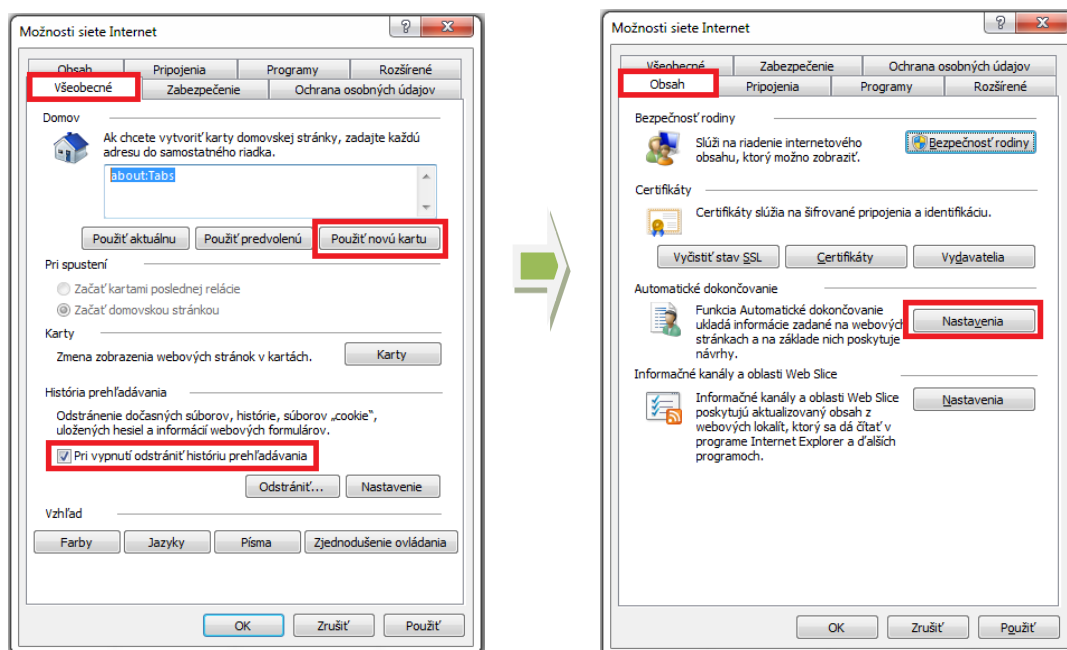 Možnosti siete Internet
Obsah Pripojenia Programy Rozšírené
Všeobecné Zabezpečenie Ochrana osobných údajov
Domov
Ak chcete vytvoriť karty domovskej stránky, zadajte každú
adresu do samostatného riadka.
about:Tabs
Použiť aktuálnu Použiť predvolenú Použiť novú kartu
Pri spustení
Začať kartami poslednej relácie
Začať domovskou stránkou
Karty
Zmena zobrazenia webových stránok v kartách. Karty
História prehľadávania
Odstránenie dočasných súborov, histórie, súborov „cookie“,
uložených hesiel a informácií webových formulárov.
Pri vypnutí odstrániť históriu prehľadávania
Odstrániť... Nastavenie
Vzhľad
Farby Jazyky Písma Zjednodušenie ovládania
OK Zrušiť Použiť
Možnosti siete Internet
Všeobecné Zabezpečenie Ochrana osobných údajov
Obsah Pripojenia Programy Rozšírené
Bezpečnosť rodiny
Slúži na riadenie internetového
obsahu, ktorý možno zobraziť.
Bezpečnosť rodiny
Certifikáty
Certifikáty slúžia na šifrované pripojenia a identifikáciu.
Vyčistiť stav SSL Certifikáty Vydavatelia
Automatické dokončovanie
Funkcia Automatické dokončovanie
ukladá informácie zadané na webových
stránkach a na základe nich poskytuje
návrhy.
Nastavenia
Informačné kanály a oblasti Web Slice
Informačné kanály a oblasti Web Slice
poskytujú aktualizovaný obsah z
webových lokalít, ktorý sa dá čítať v
programe Internet Explorer a ďalších
programoch.
Nastavenia
OK Zrušiť Použiť